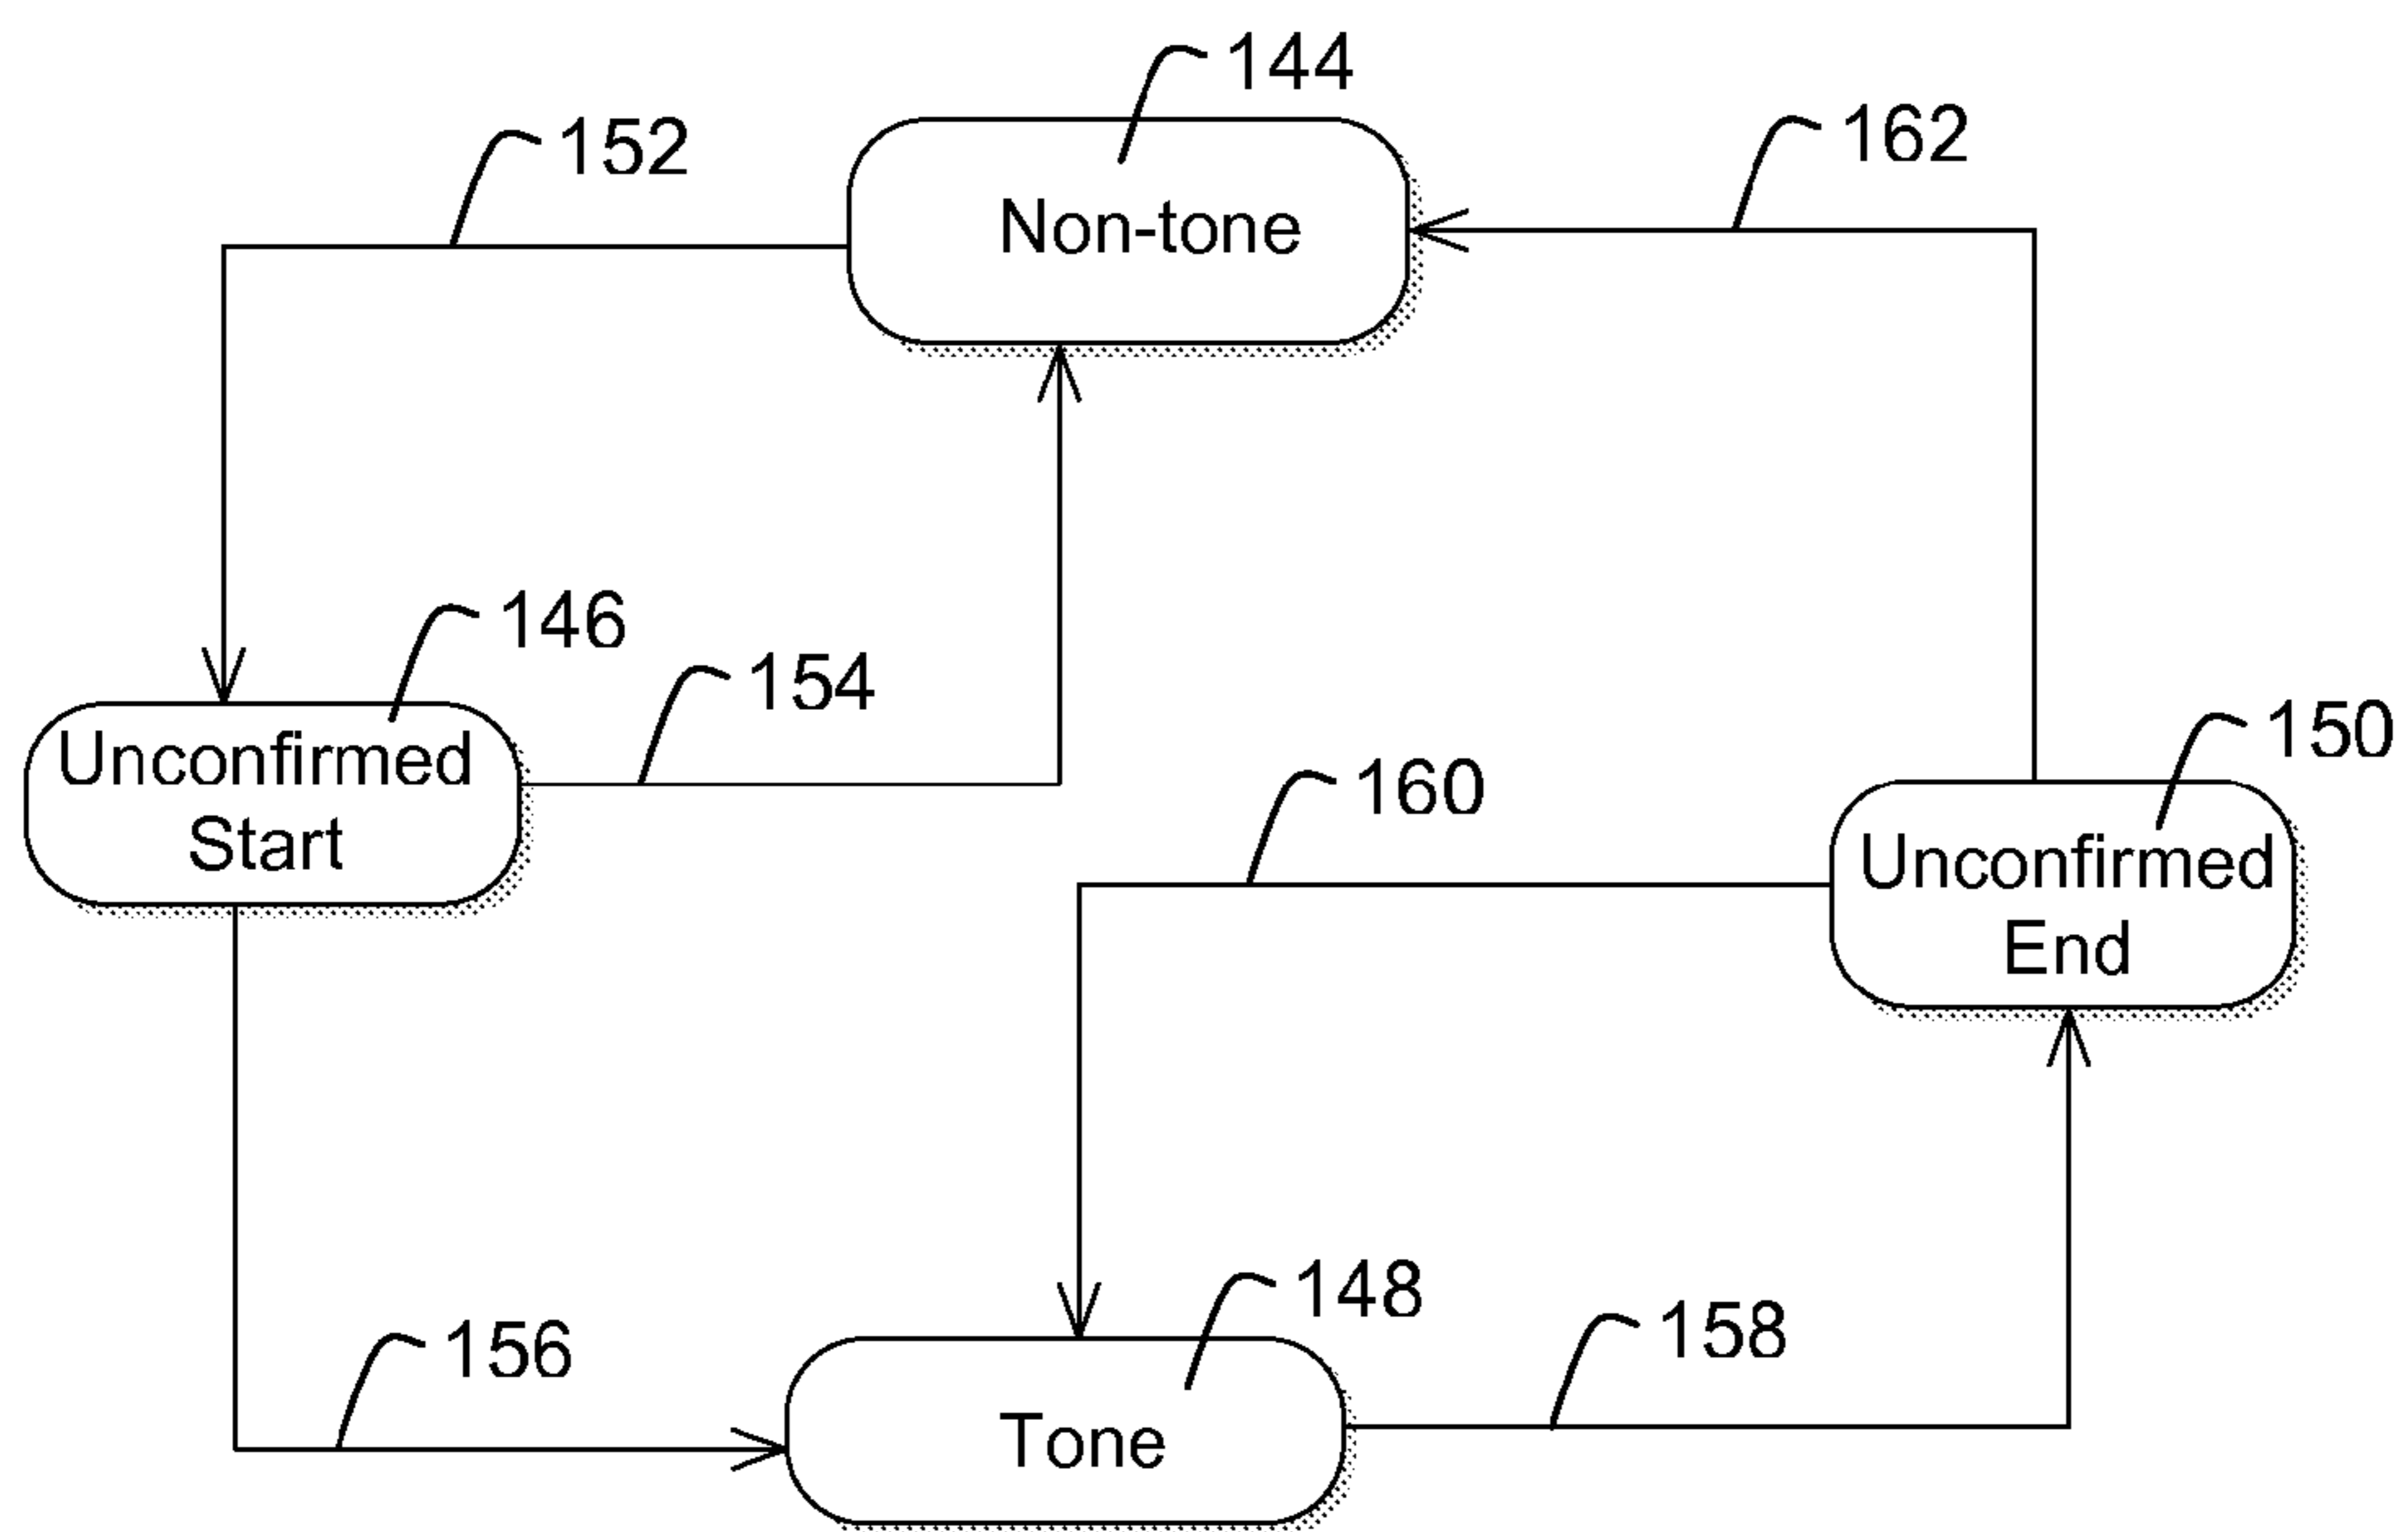 144
152
162
Non-tone
146
154
Unconfirmed
Start
150
160
Unconfirmed
End
148
156
158
Tone